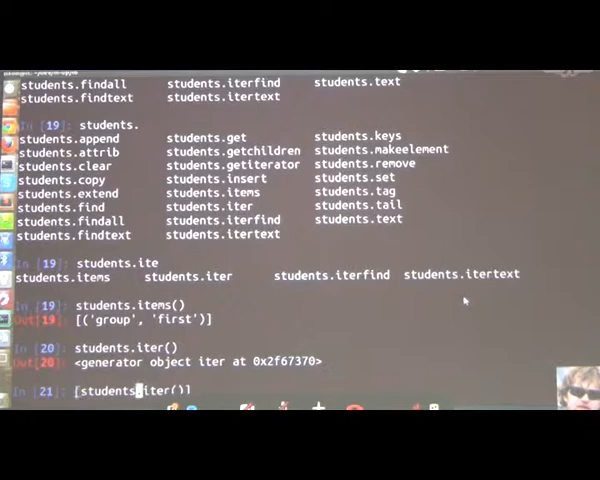 students.findall students.iterfind students.text
students.findtext students.itertext
In [19]: students.
students.append students.get students.keys
students.attrib students.getchildren students.makeelement
students.clear students.getiterator students.remove
students.copy students.insert students.set
students.extend students.items students.tag
students.find students.iter students.tail
students.findall students.iterfind students.text
students.findtext students.itertext
In [19]: students.ite
students.items students.iter students.iterfind students.itertext
In [19]: students.items()
Out[19]: [('group', 'first')]
In [20]: students.iter()
Out[20]: <generator object iter at 0x2f67370>
In [21]: [students.iter()]